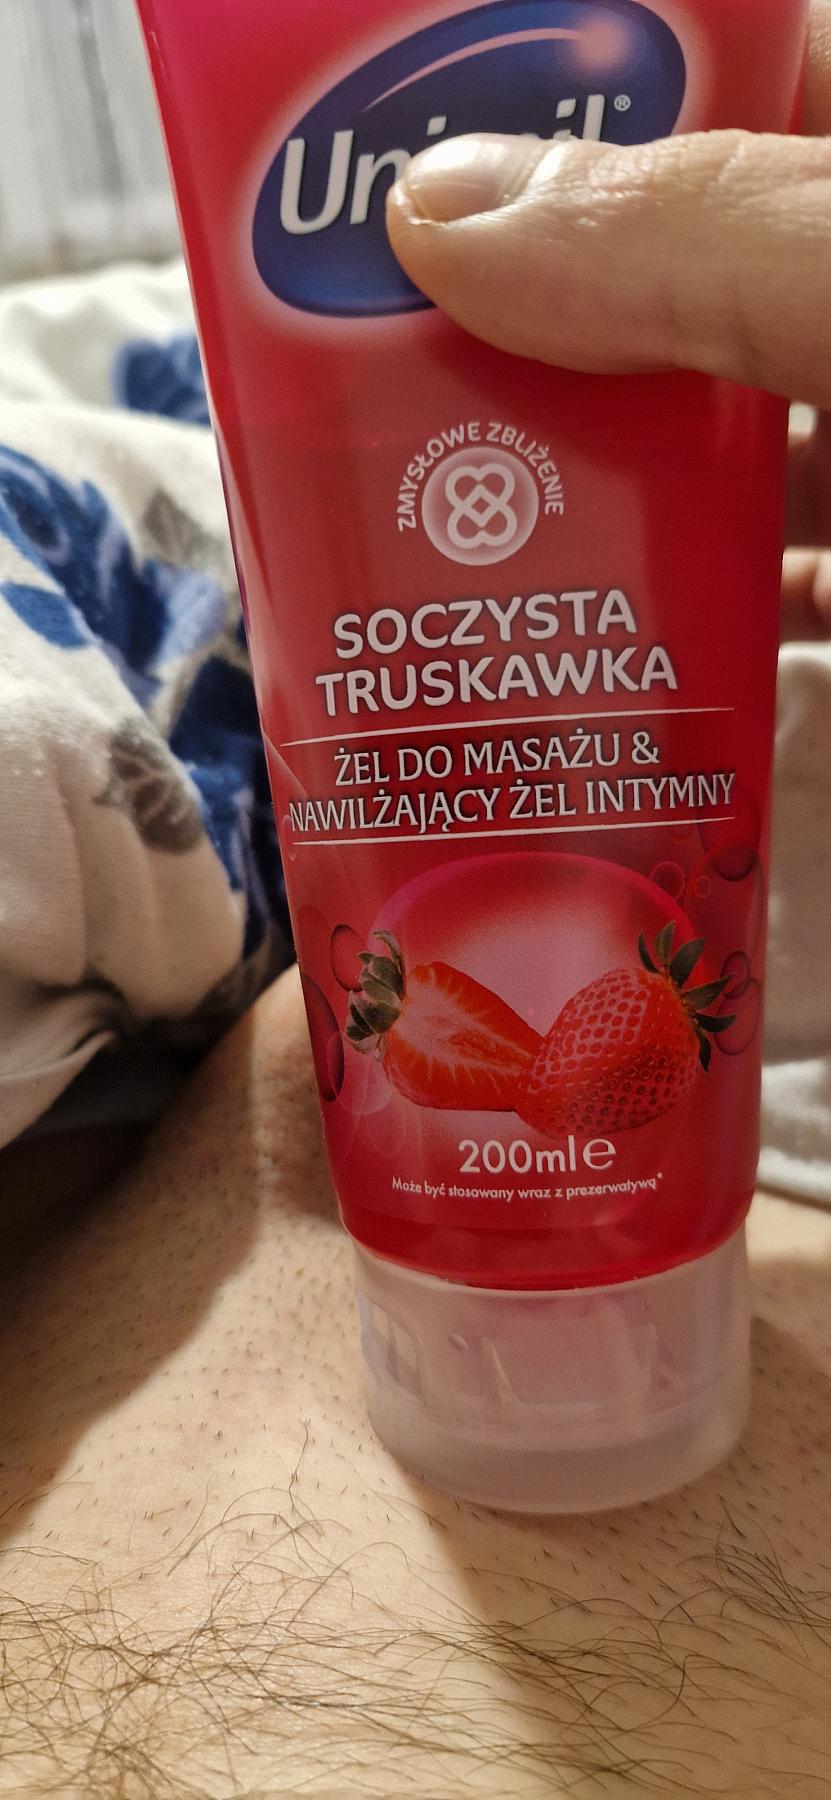 ZMYSŁOWE ZBLIŻENIE
SOCZYSTA
TRUSKAWKA
ŻEL DO MASAŻU &
NAWILŻAJĄCY ŻEL INTYMNY
200ml e
Może być stosowany wraz z prezerwatywą*